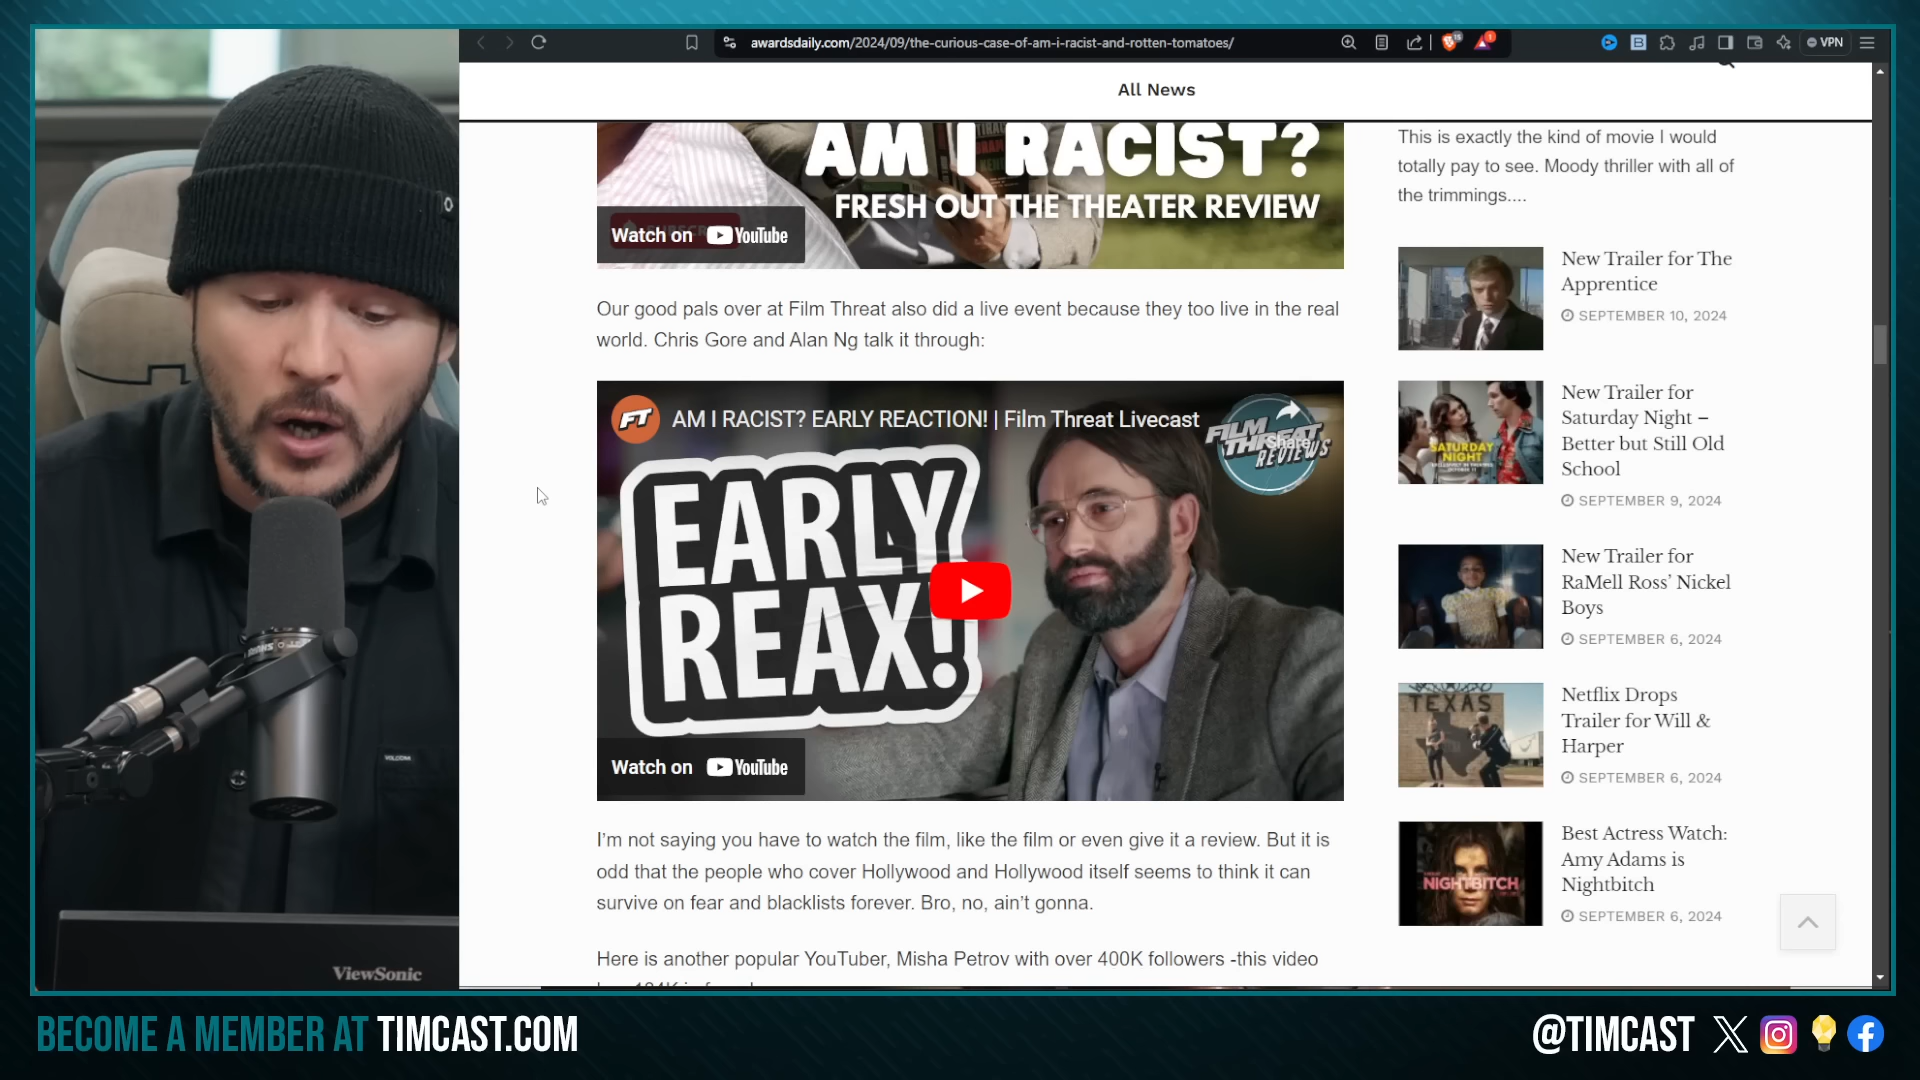 awardsdaily.com/2024/09/the-curious-case-of-am-i-racist-and-rotten-tomatoes/
VPN
All News
AM I RACIST?
FRESH OUT THE THEATER REVIEW
Watch on YouTube
Our good pals over at Film Threat also did a live event because they too live in the real
world. Chris Gore and Alan Ng talk it through:
FT
AM I RACIST? EARLY REACTION! | Film Threat Livecast
FILM THREAT REVIEWS
Share
EARLY
REAX!
Watch on YouTube
I'm not saying you have to watch the film, like the film or even give it a review. But it is
odd that the people who cover Hollywood and Hollywood itself seems to think it can
survive on fear and blacklists forever. Bro, no, ain't gonna.
Here is another popular YouTuber, Misha Petrov with over 400K followers -this video
This is exactly the kind of movie I would
totally pay to see. Moody thriller with all of
the trimmings....
New Trailer for The
Apprentice
SEPTEMBER 10, 2024
SATURDAY
NIGHT
New Trailer for
Saturday Night –
Better but Still Old
School
SEPTEMBER 9, 2024
New Trailer for
RaMell Ross' Nickel
Boys
SEPTEMBER 6, 2024
TEXAS
Netflix Drops
Trailer for Will &
Harper
SEPTEMBER 6, 2024
NIGHTBITCH
Best Actress Watch:
Amy Adams is
Nightbitch
SEPTEMBER 6, 2024
VOLCOM
ViewSonic
BECOME A MEMBER AT TIMCAST.COM
@TIMCAST